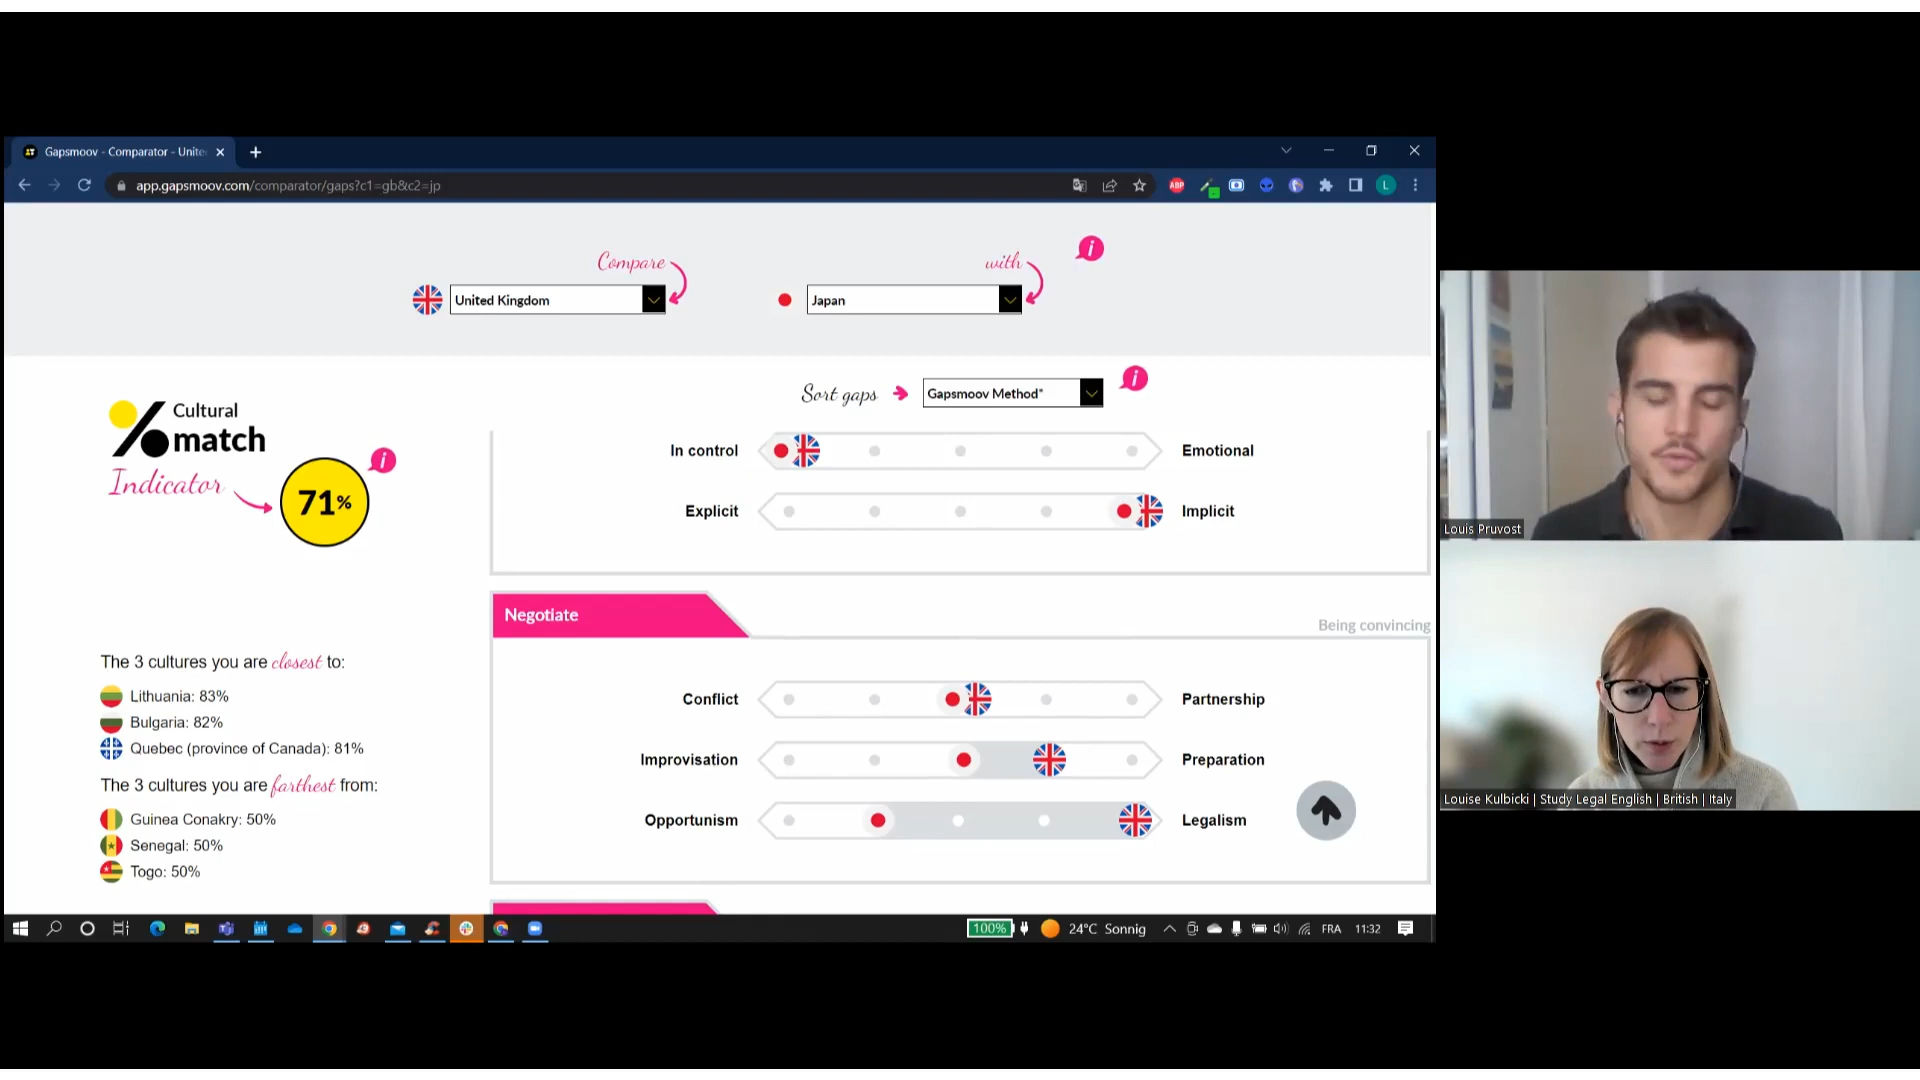 Gapsmoov - Comparator - Unite
app.gapsmoov.com/comparator/gaps?c1=gb&c2=jp
ABP
L
Compare
with
i
United Kingdom
Japan
Sort gaps
Gapsmoov Method*
i
Cultural
match
Indicator
i
71%
In control
Emotional
Explicit
Implicit
Negotiate
Being convincing
Conflict
Partnership
Improvisation
Preparation
Opportunism
Legalism
The 3 cultures you are closest to:
Lithuania: 83%
Bulgaria: 82%
Quebec (province of Canada): 81%
The 3 cultures you are farthest from:
Guinea Conakry: 50%
Senegal: 50%
Togo: 50%
100%
24°C Sonnig
FRA
11:32
Louis Pruvost
Louise Kulbicki | Study Legal English | British | Italy